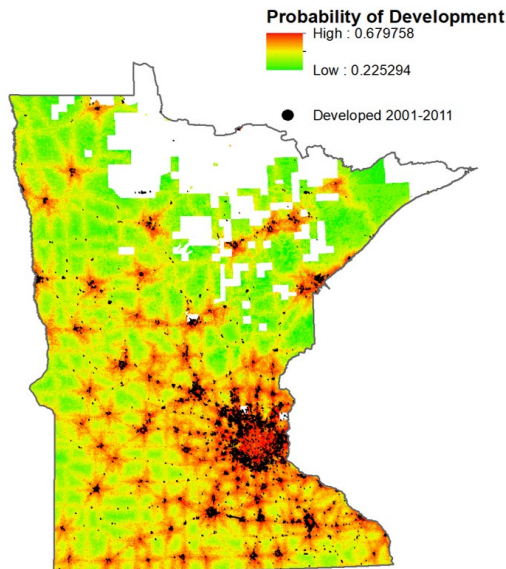 Probability of Development
High : 0.679758
Low : 0.225294
Developed 2001-2011